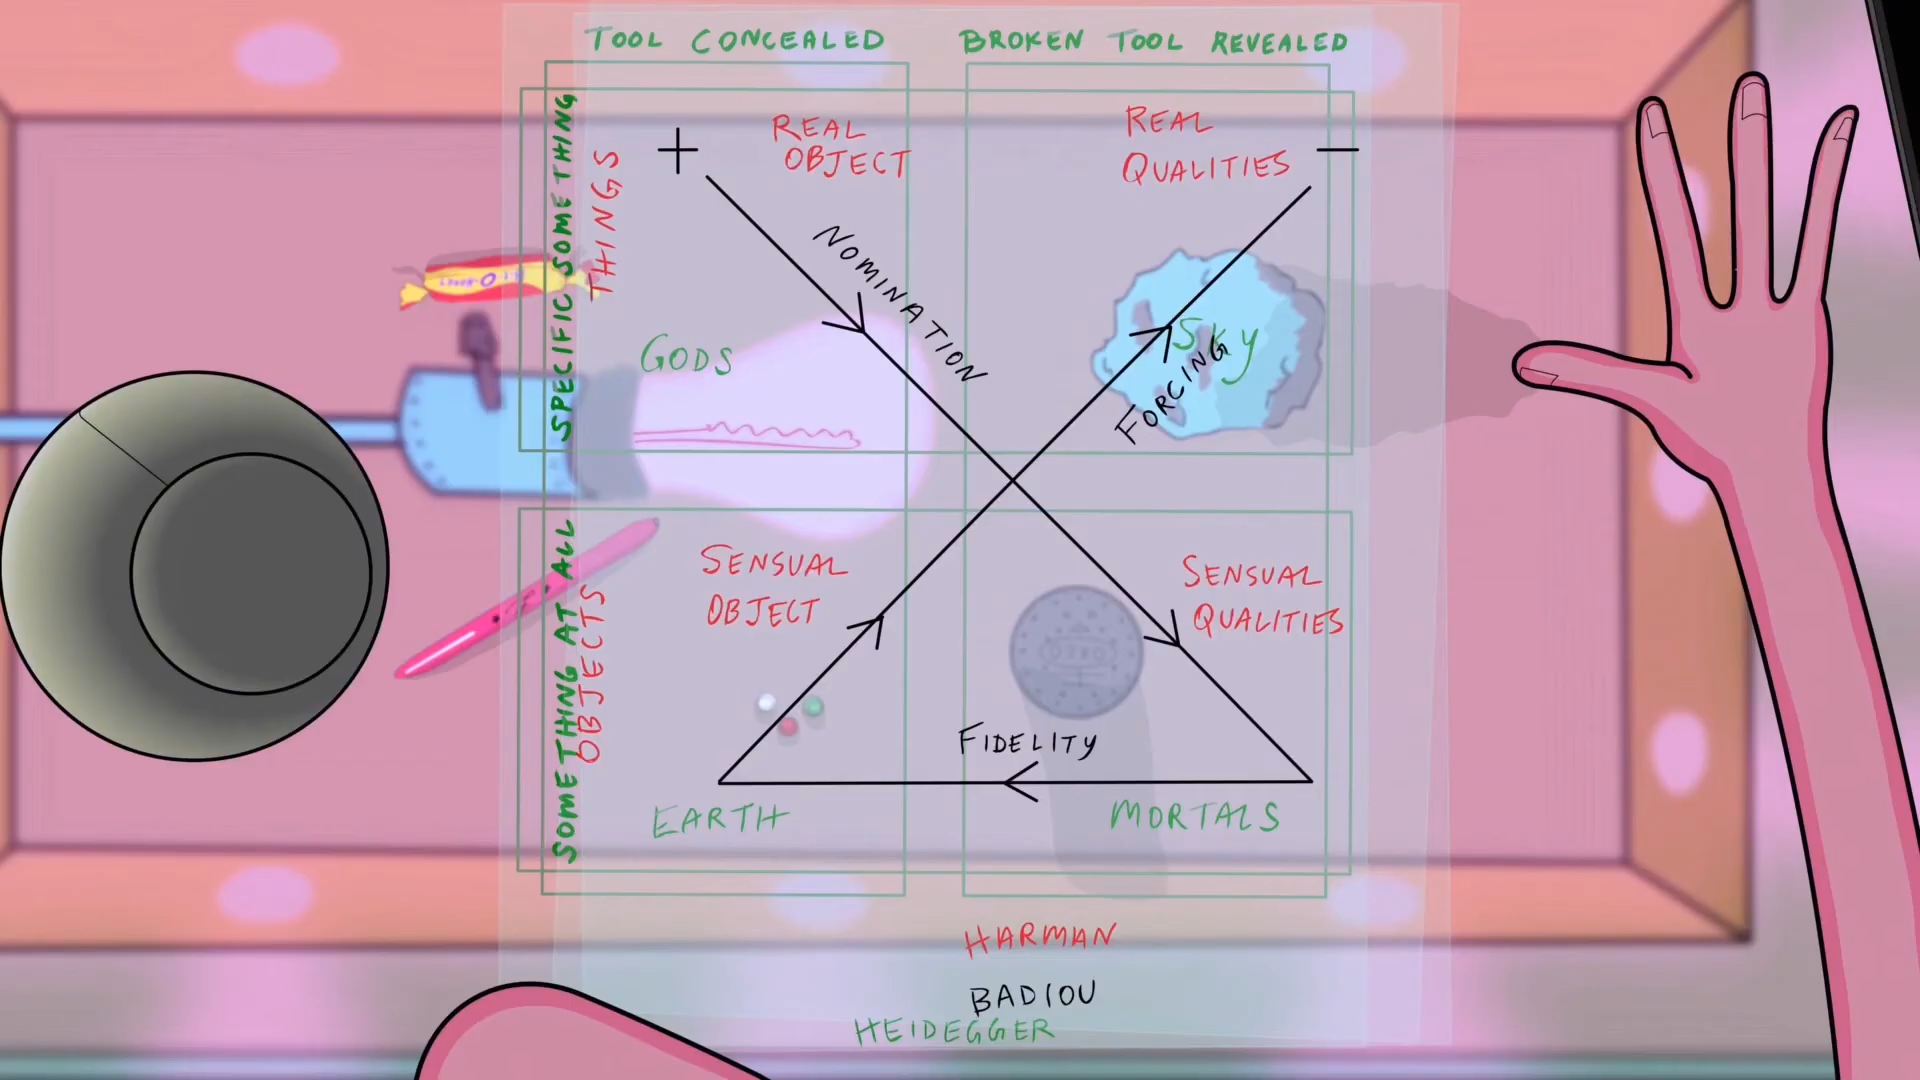 TOOL CONCEALED
BROKEN TOOL REVEALED
SPECIFIC SOMETHING
THINGS
REAL
OBJECT
REAL
QUALITIES
NOMINATION
GODS
Sky
FORCING
SOMETHING AT ALL
OBJECTS
SENSUAL
OBJECT
SENSUAL
QUALITIES
FIDELITY
EARTH
MORTALS
HARMAN
BADIOU
HEIDEGGER